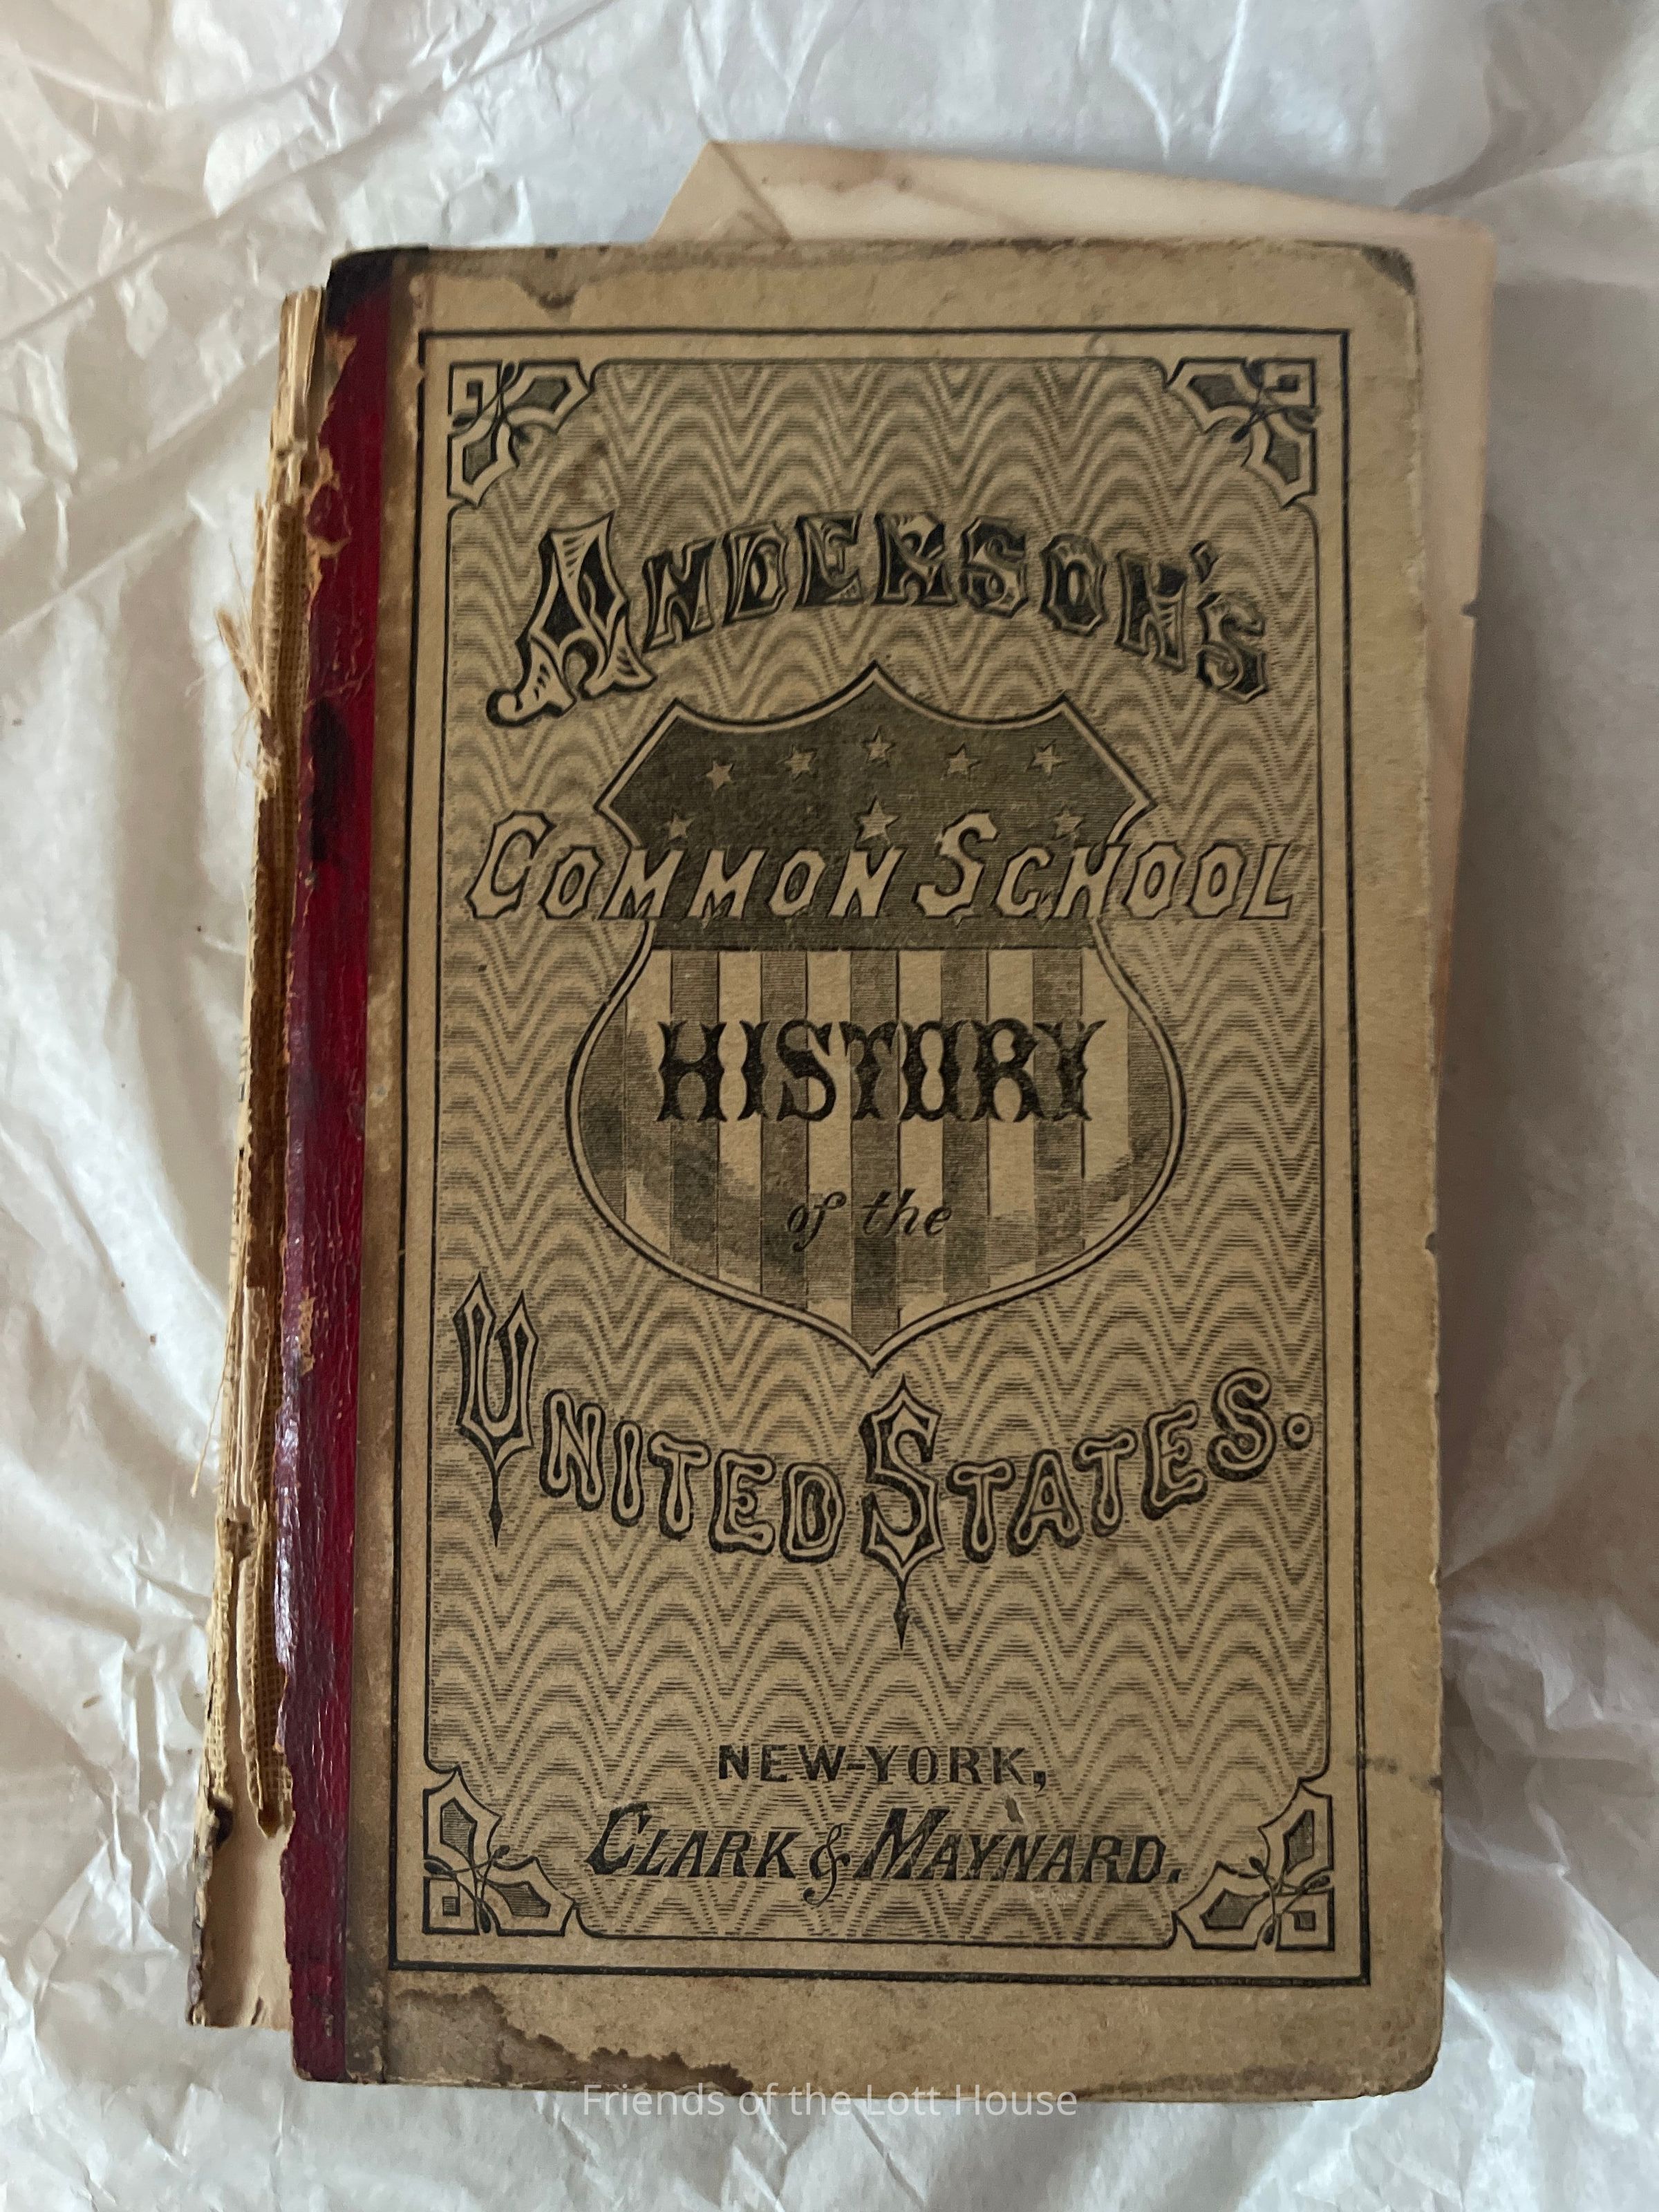 ANDERSON'S
COMMON SCHOOL
HISTORY
of the
UNITED STATES.
NEW-YORK,
CLARK & MAYNARD.
Friends of the Lott House